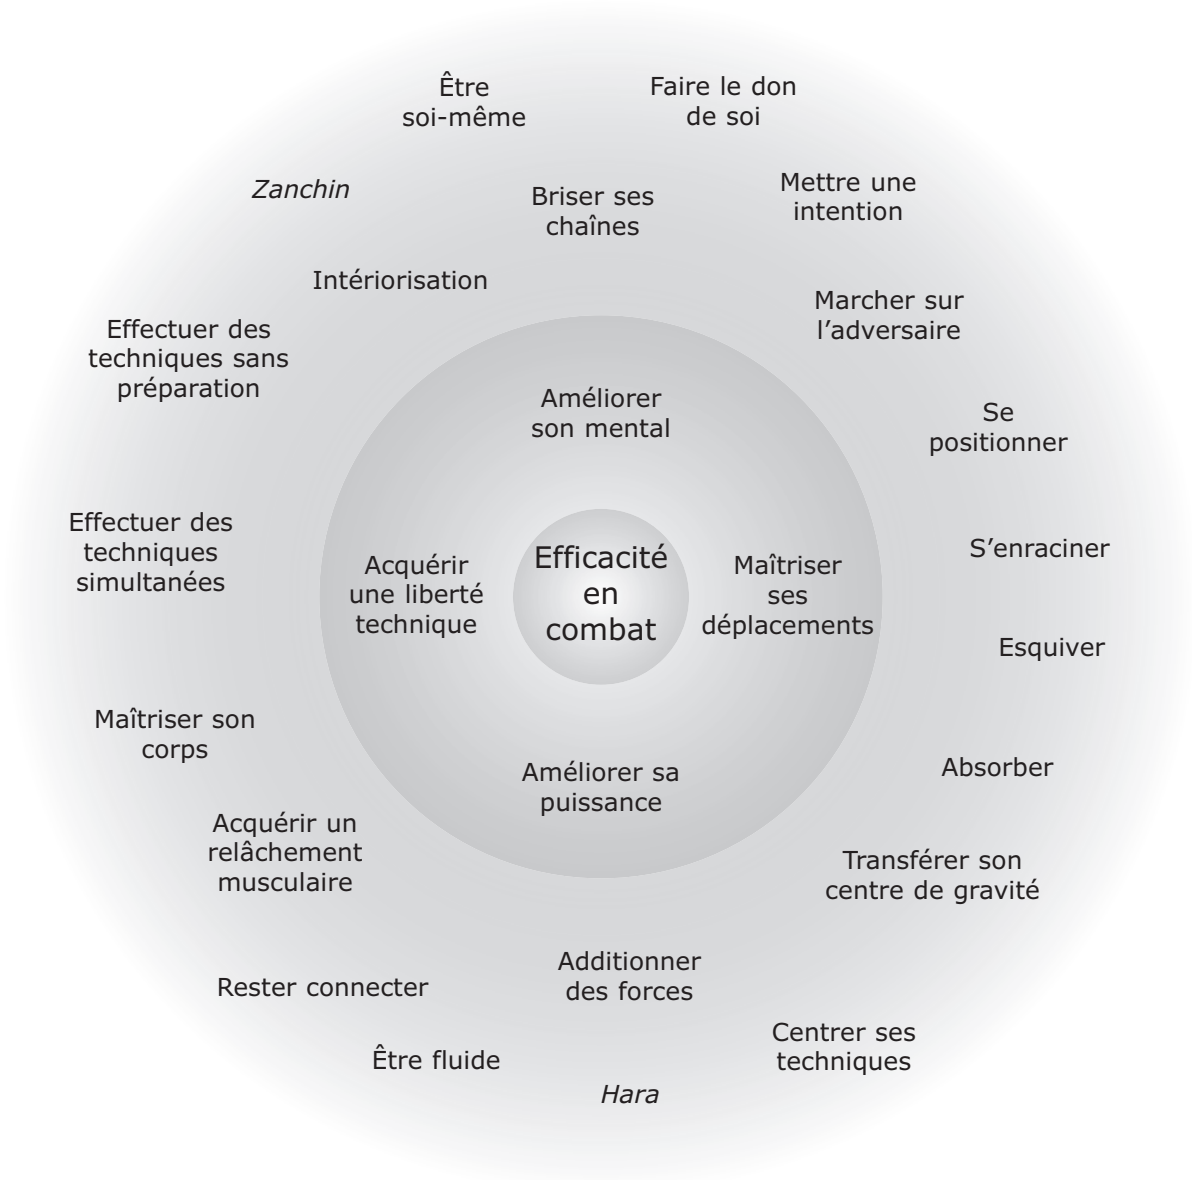 Être
soi-même
Faire le don
de soi
Zanchin
Briser ses
chaînes
Mettre une
intention
Intériorisation
Marcher sur
l’adversaire
Effectuer des
techniques sans
préparation
Améliorer
son mental
Se
positionner
Effectuer des
techniques
simultanées
Acquérir
une liberté
technique
Efficacité
en
combat
Maîtriser
ses
déplacements
S’enraciner
Esquiver
Maîtriser son
corps
Améliorer sa
puissance
Absorber
Acquérir un
relâchement
musculaire
Transférer son
centre de gravité
Rester connecter
Additionner
des forces
Être fluide
Centrer ses
techniques
Hara